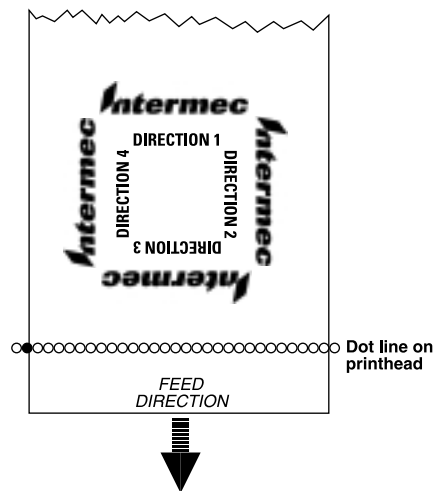 Intermec
DIRECTION 1
Intermec
DIRECTION 2
Intermec
DIRECTION 4
DIRECTION 3
Intermec
Dot line on
printhead
FEED
DIRECTION